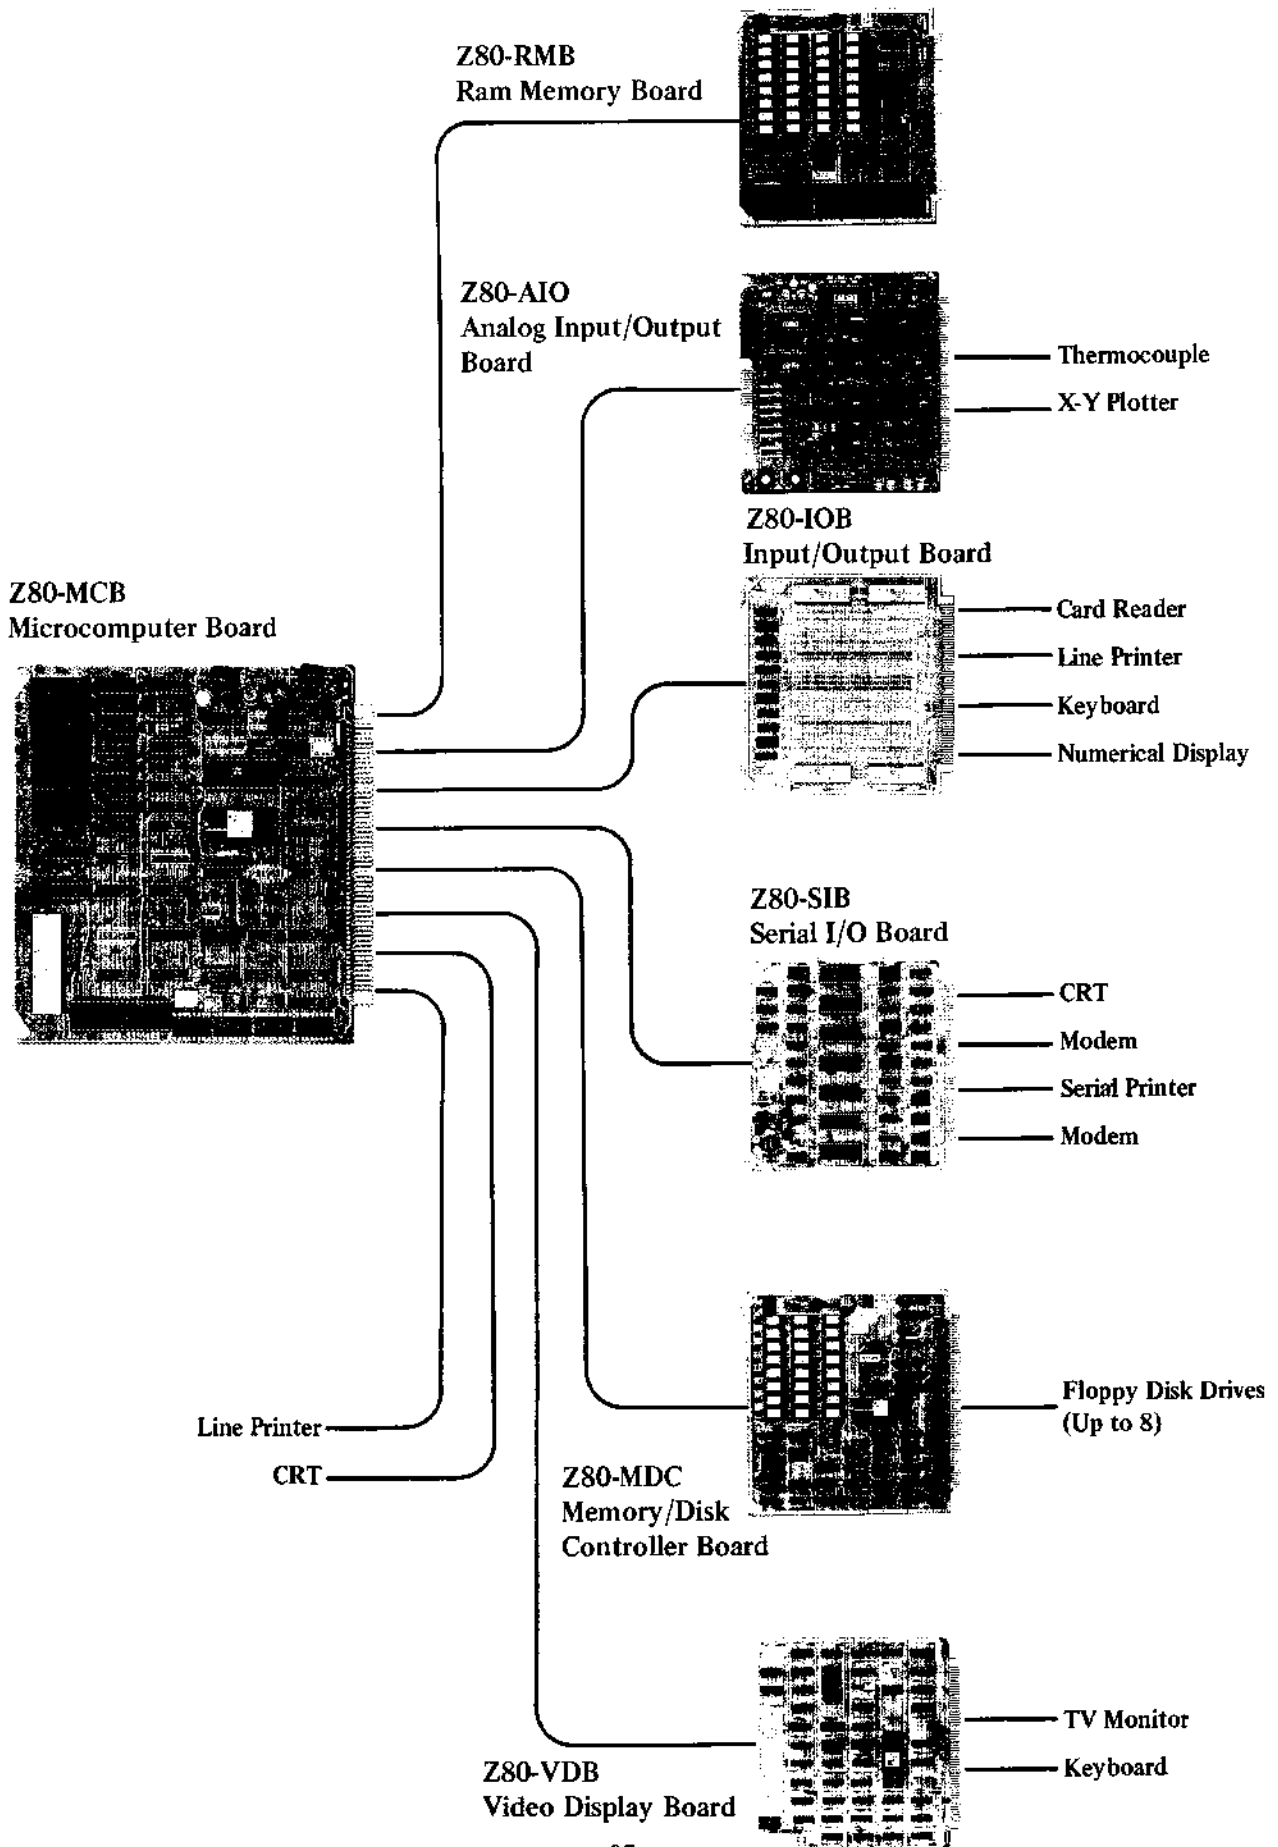 Z80-RMB
Ram Memory Board
Z80-AIO
Analog Input/Output
Board
Thermocouple
X-Y Plotter
Z80-IOB
Input/Output Board
Z80-MCB
Microcomputer Board
Card Reader
Line Printer
Keyboard
Numerical Display
Z80-SIB
Serial I/O Board
CRT
Modem
Serial Printer
Modem
Floppy Disk Drives
(Up to 8)
Line Printer
CRT
Z80-MDC
Memory/Disk
Controller Board
TV Monitor
Keyboard
Z80-VDB
Video Display Board